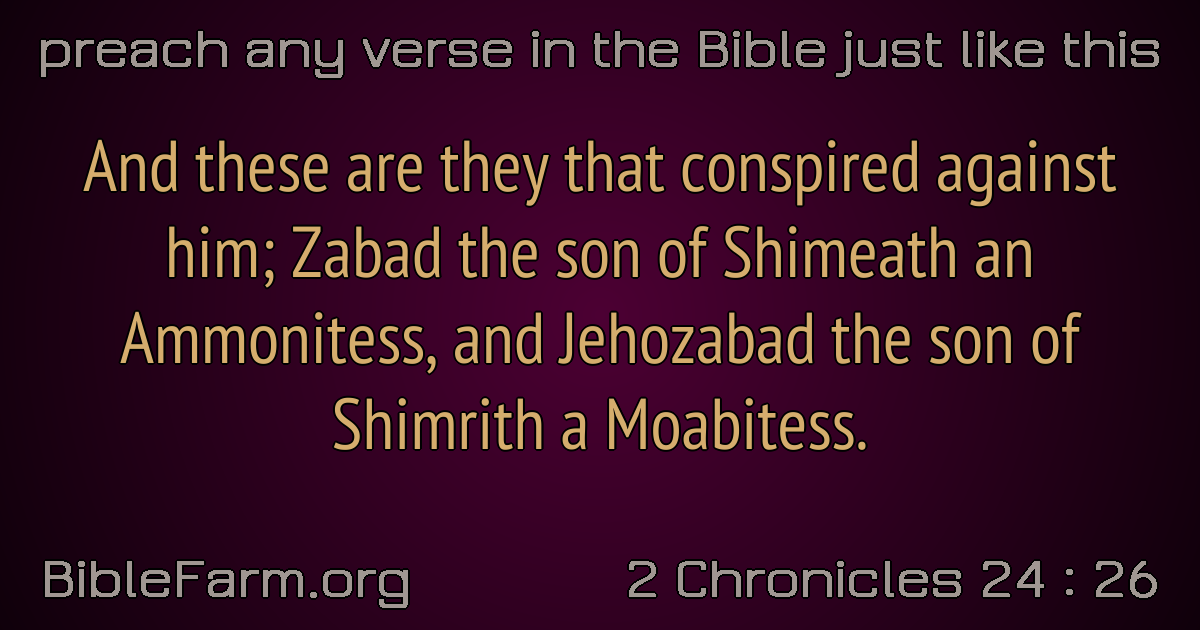 preach any verse in the Bible just like this
And these are they that conspired against
him; Zabad the son of Shimeath an
Ammonitess, and Jehozabad the son of
Shimrith a Moabitess.
BibleFarm.org
2 Chronicles 24 : 26